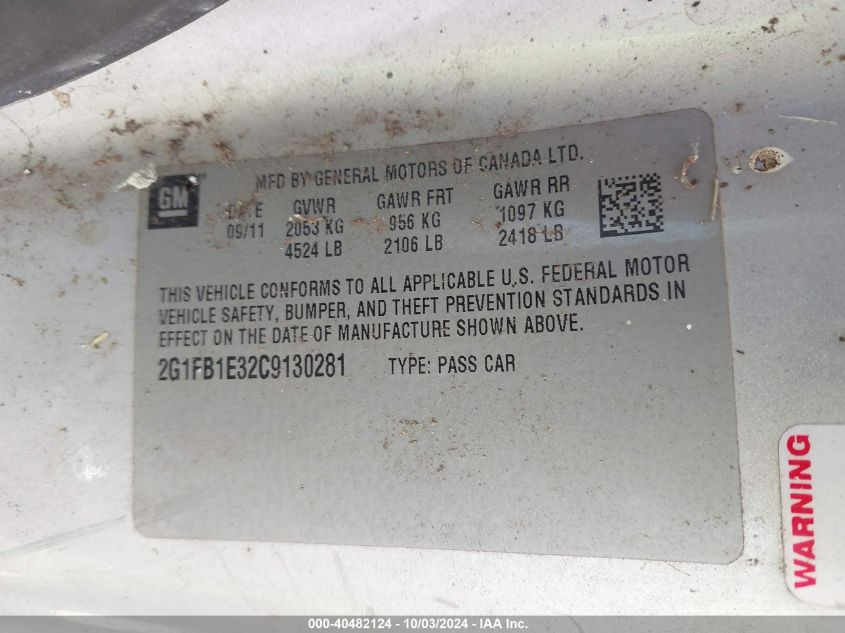 MFD BY GENERAL MOTORS OF CANADA LTD.
GM
DATE GVWR GAWR FRT GAWR RR
09/11 2053 KG 956 KG 1097 KG
4524 LB 2106 LB 2418 LB
THIS VEHICLE CONFORMS TO ALL APPLICABLE U.S. FEDERAL MOTOR
VEHICLE SAFETY, BUMPER, AND THEFT PREVENTION STANDARDS IN
EFFECT ON THE DATE OF MANUFACTURE SHOWN ABOVE.
2G1FB1E32C9130281 TYPE: PASS CAR
WARNING
000-40482124 - 10/03/2024 - IAA Inc.